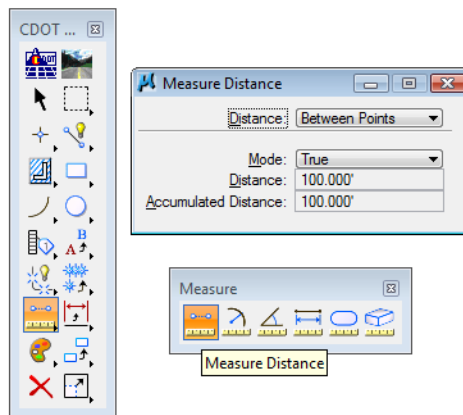 CDOT ...
Measure Distance
Distance: Between Points
Mode: True
Distance: 100.000'
Accumulated Distance: 100.000'
Measure
Measure Distance